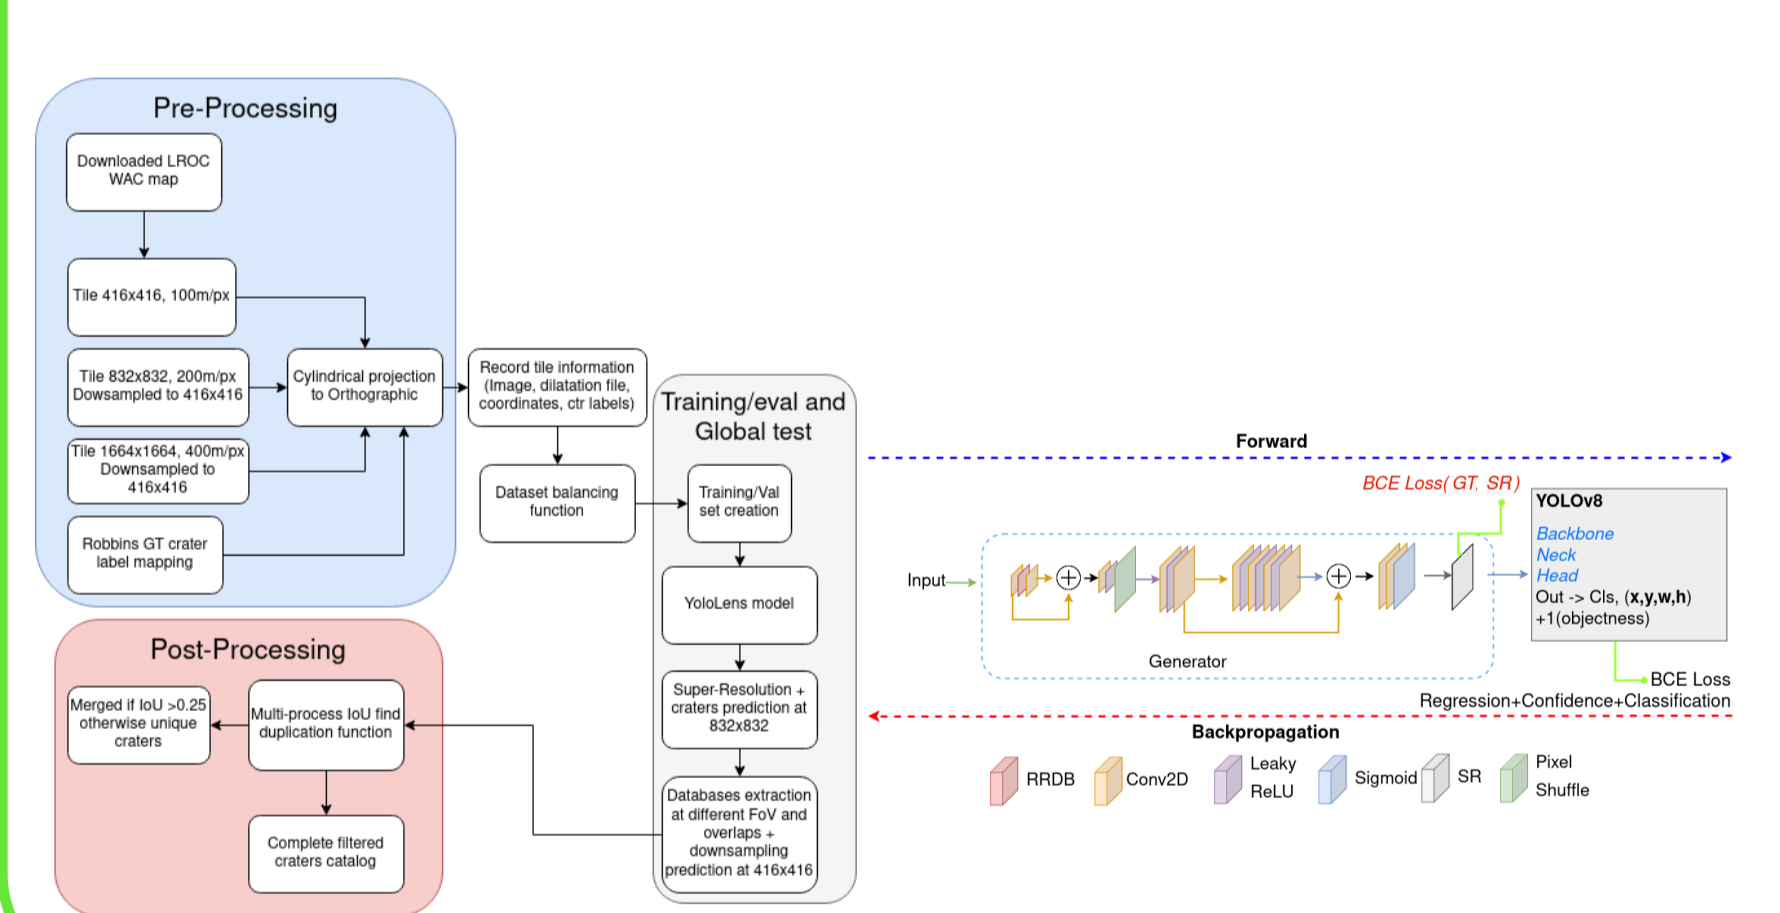 Pre-Processing
Downloaded LROC
WAC map
Tile 416x416, 100m/px
Tile 832x832, 200m/px
Dowsampled to 416x416
Tile 1664x1664, 400m/px
Downsampled to
416x416
Robbins GT crater
label mapping
Cylindrical projection
to Orthographic
Record tile information
(Image, dilatation file,
coordinates, ctr labels)
Dataset balancing
function
Training/eval and
Global test
Training/Val
set creation
YoloLens model
Super-Resolution +
craters prediction at
832x832
Databases extraction
at different FoV and
overlaps +
downsampling
prediction at 416x416
Post-Processing
Merged if IoU >0.25
otherwise unique
craters
Multi-process IoU find
duplication function
Complete filtered
craters catalog
Forward
BCE Loss( GT, SR )
Input
Generator
YOLOv8
Backbone
Neck
Head
Out -> Cls, (x,y,w,h)
+1(objectness)
BCE Loss
Regression+Confidence+Classification
Backpropagation
RRDB
Conv2D
Leaky
ReLU
Sigmoid
SR
Pixel
Shuffle